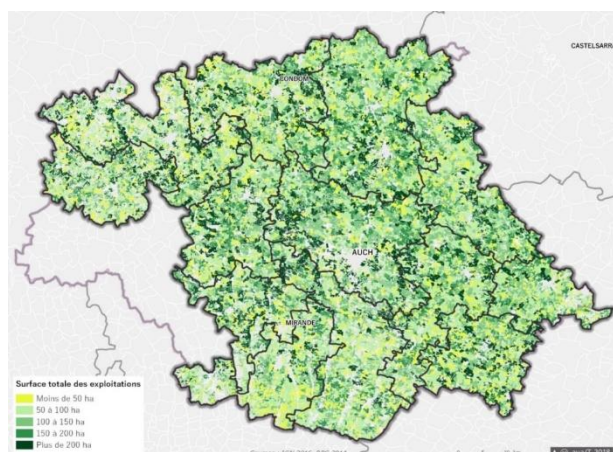 CASTELSARRA
CONDOM
AUCH
MIRANDE
Surface totale des exploitations
Moins de 50 ha
50 à 100 ha
100 à 150 ha
150 à 200 ha
Plus de 200 ha